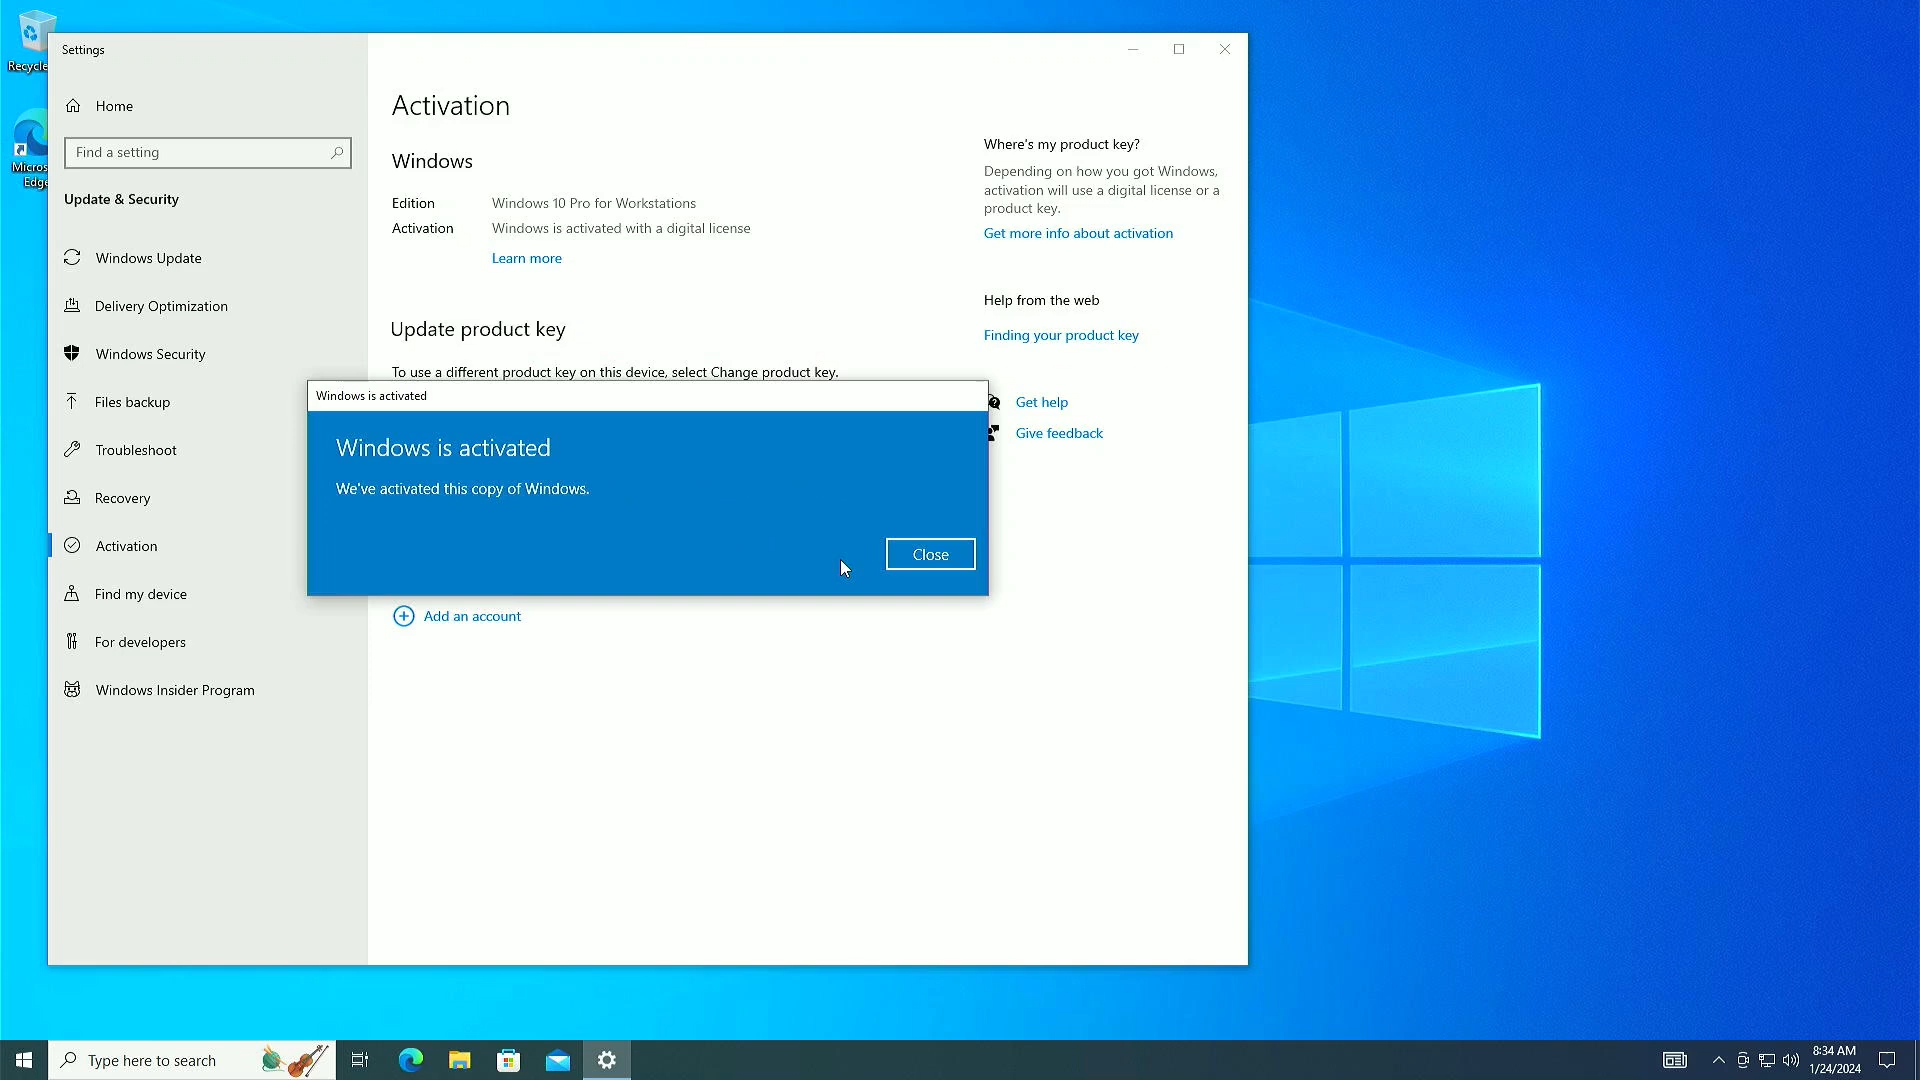 Recycle
Micros
Edge
Settings
Home
Find a setting
Update & Security
Windows Update
Delivery Optimization
Windows Security
Files backup
Troubleshoot
Recovery
Activation
Find my device
For developers
Windows Insider Program
Activation
Windows
Edition Windows 10 Pro for Workstations
Activation Windows is activated with a digital license
Learn more
Update product key
To use a different product key on this device, select Change product key.
Windows is activated
Windows is activated
We've activated this copy of Windows.
Close
Add an account
Where's my product key?
Depending on how you got Windows,
activation will use a digital license or a
product key.
Get more info about activation
Help from the web
Finding your product key
Get help
Give feedback
Type here to search
8:34 AM
1/24/2024